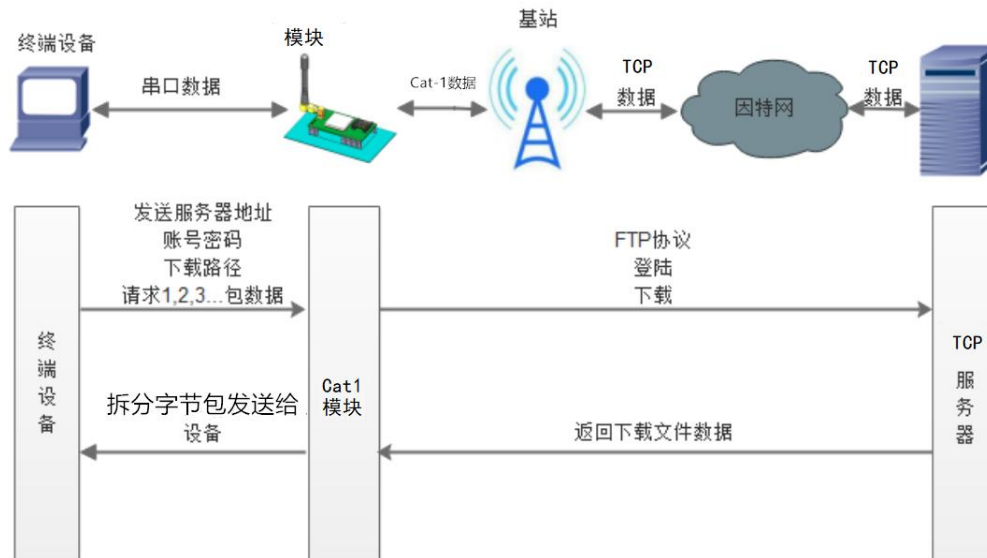 终端设备
模块
基站
串口数据
Cat-1数据
TCP
数据
因特网
TCP
数据
发送服务器地址
账号密码
下载路径
请求1,2,3...包数据
FTP协议
登陆
下载
终端设备
Cat1
模块
TCP
服务器
拆分字节包发送给
设备
返回下载文件数据